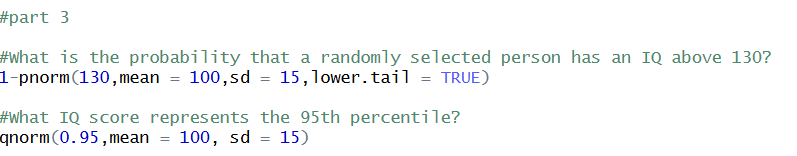 #part 3
#What is the probability that a randomly selected person has an IQ above 130?
1-pnorm(130,mean = 100,sd = 15,lower.tail = TRUE)
#What IQ score represents the 95th percentile?
qnorm(0.95,mean = 100, sd = 15)